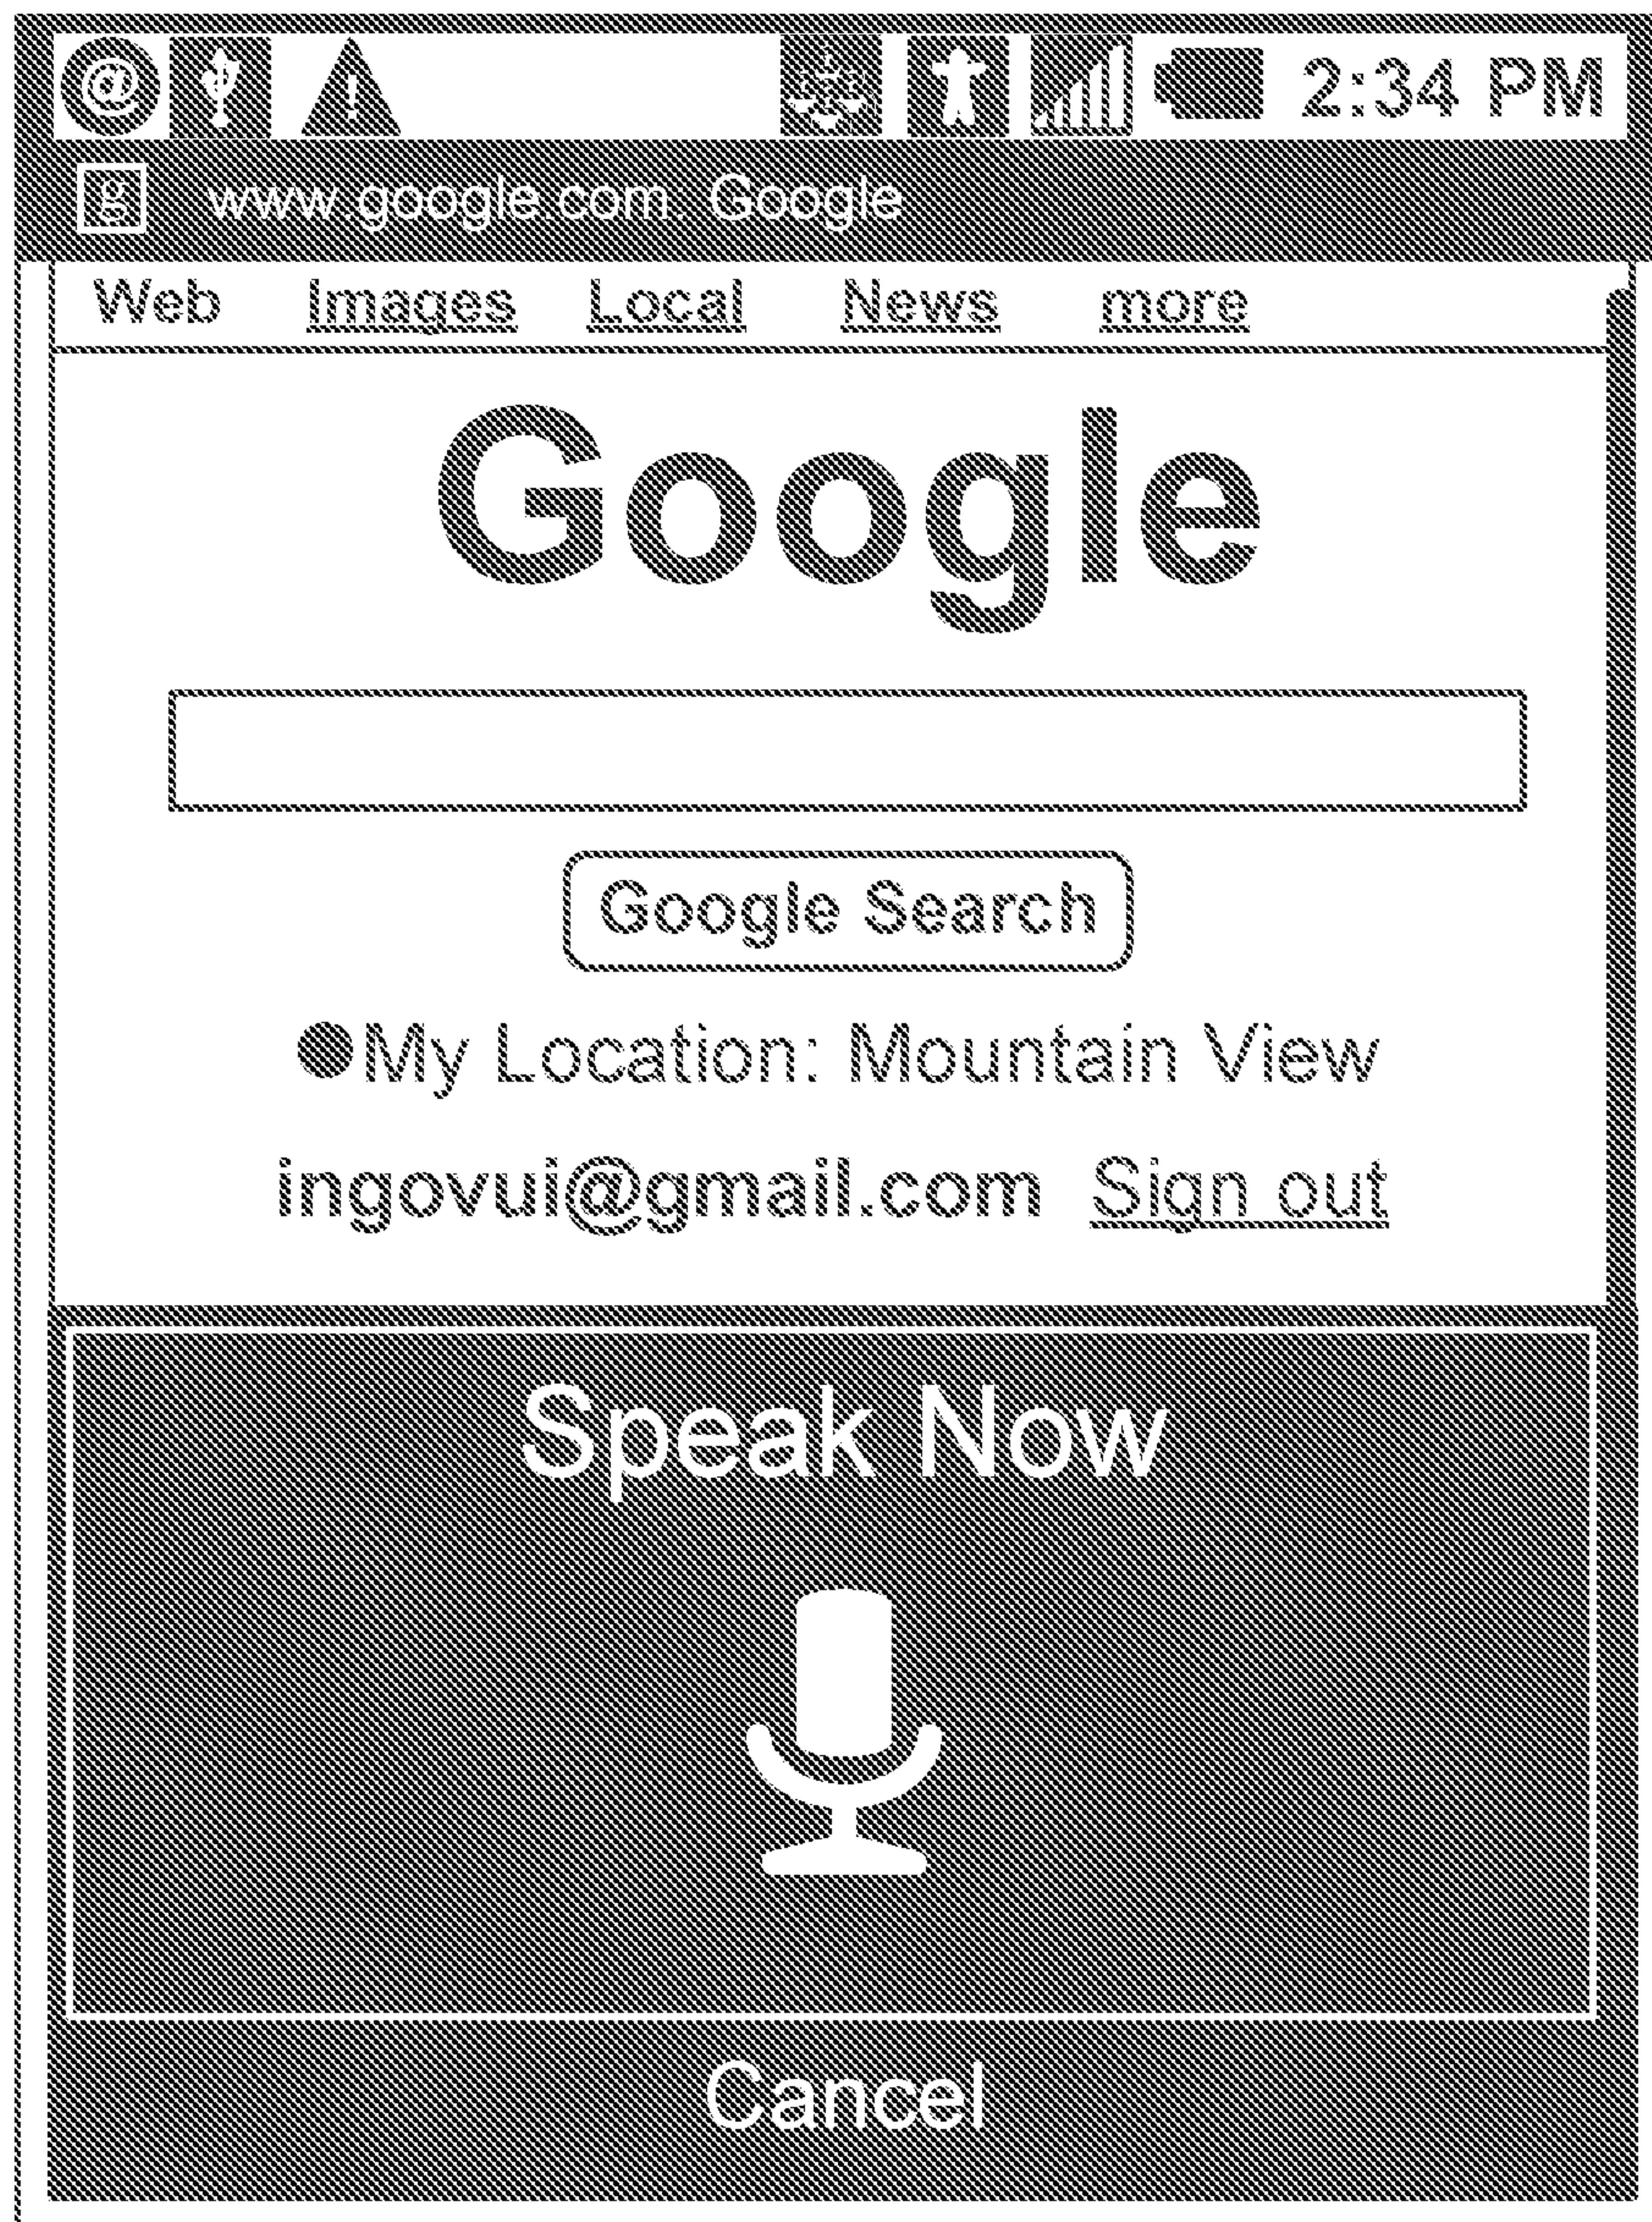 @ ! 2:34 PM
g www.google.com: Google
Web Images Local News more
Google
Google Search
My Location: Mountain View
ingovui@gmail.com Sign out
Speak Now
Cancel